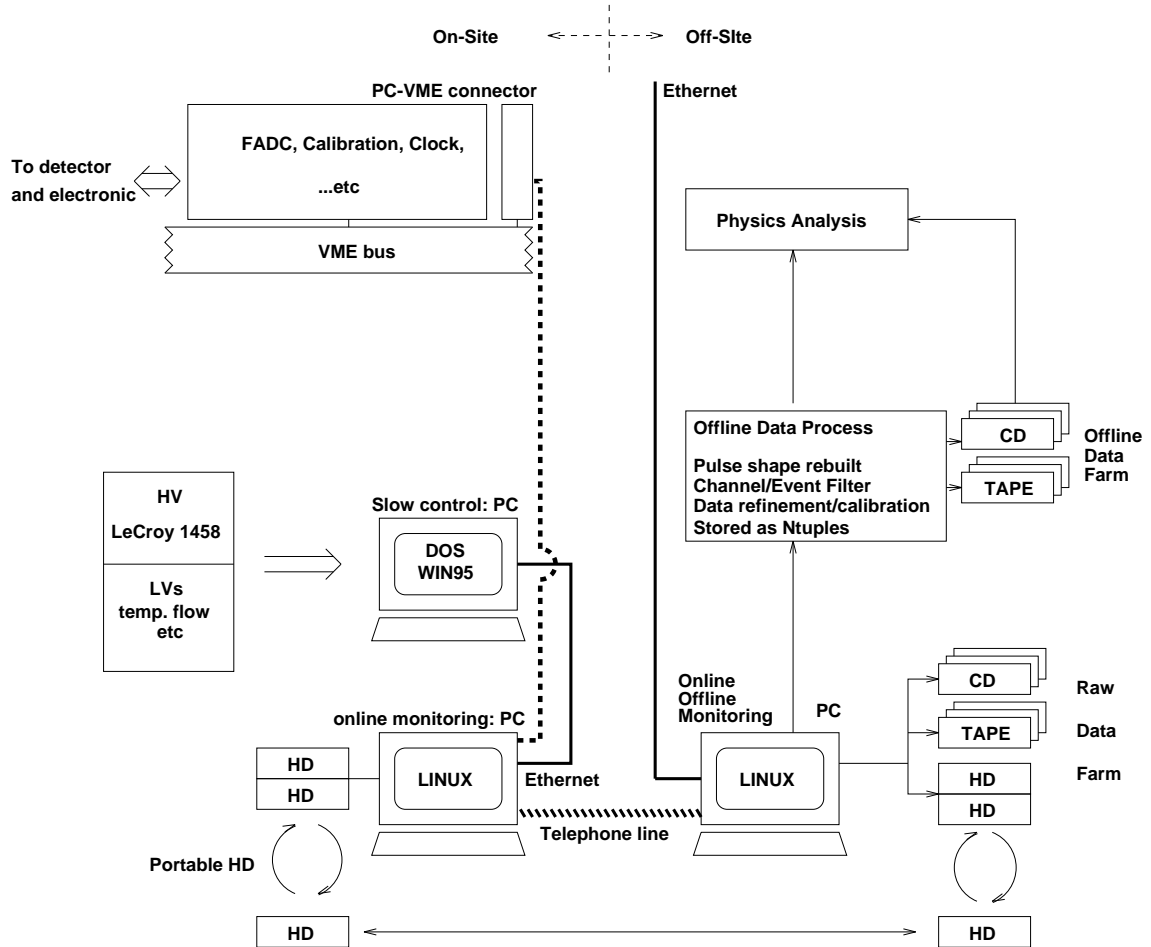 On-Site
Off-SIte
PC-VME connector
Ethernet
FADC, Calibration, Clock,
...etc
To detector
and electronic
VME bus
Physics Analysis
Offline Data Process
Pulse shape rebuilt
Channel/Event Filter
Data refinement/calibration
Stored as Ntuples
CD
TAPE
Offline
Data
Farm
HV
LeCroy 1458
LVs
temp. flow
etc
Slow control: PC
DOS
WIN95
online monitoring: PC
LINUX
Ethernet
HD
HD
Portable HD
HD
Telephone line
Online
Offline
Monitoring
PC
LINUX
CD
TAPE
HD
HD
Raw
Data
Farm
HD